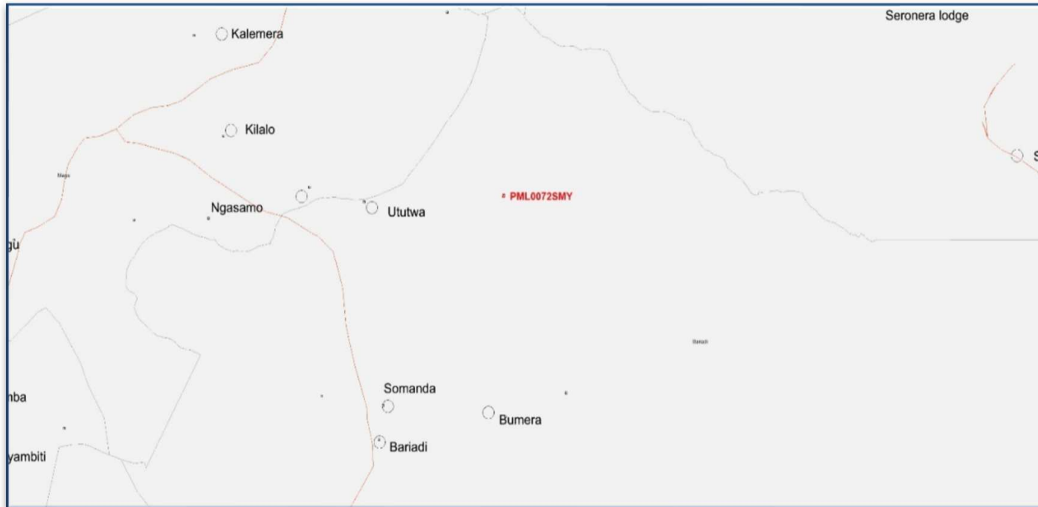 Seronera lodge
Kalemera
Kilalo
S
Ngasamo
Ututwa
PML0072SMY
gu
Somanda
Bumera
Bariadi
nba
yambiti